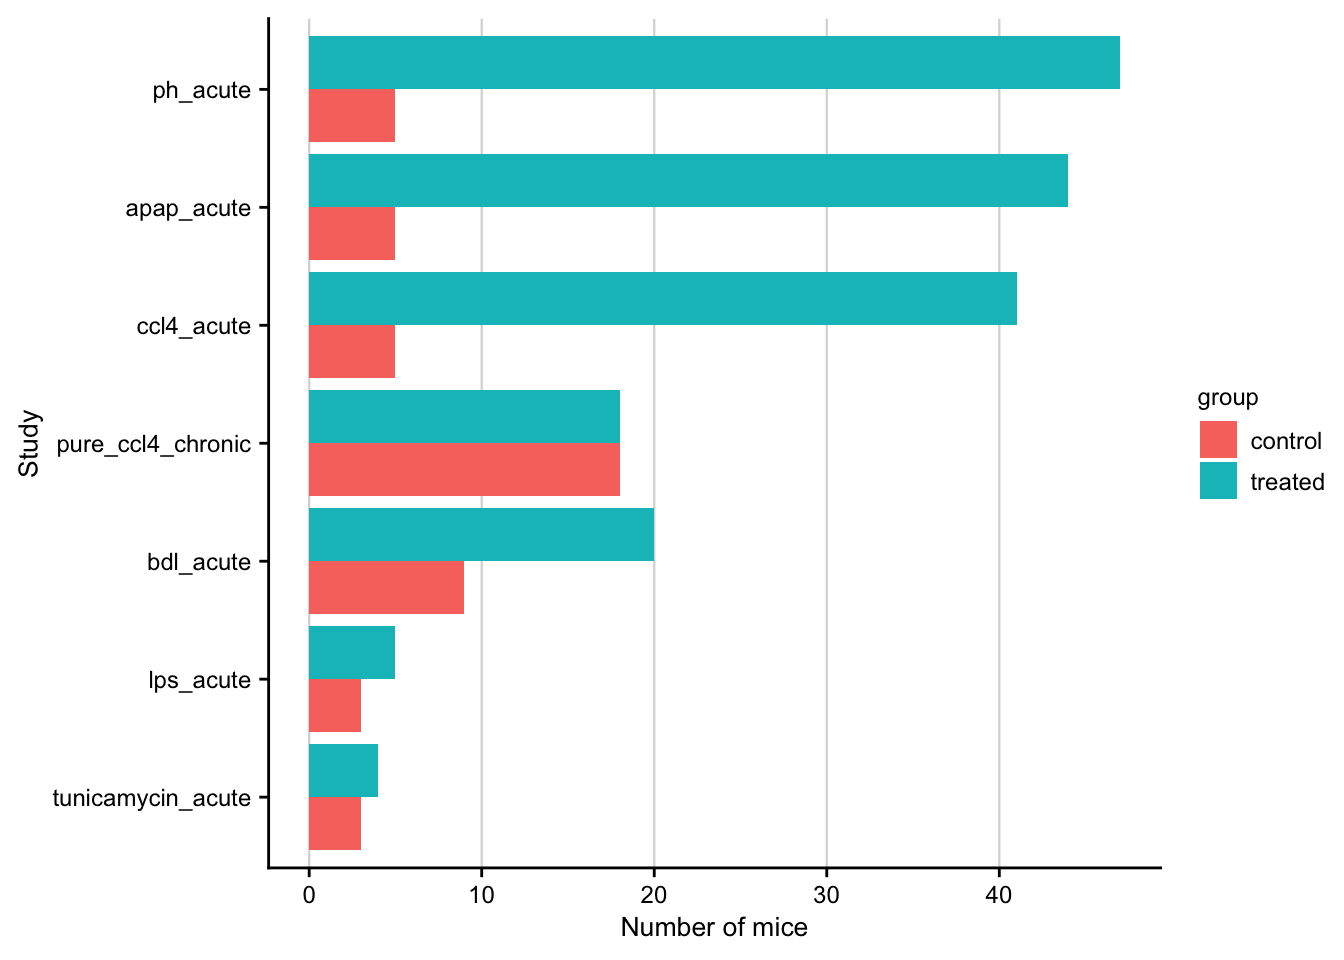 ph_acute
apap_acute
ccl4_acute
pure_ccl4_chronic
bdl_acute
lps_acute
tunicamycin_acute
Study
0 10 20 30 40
Number of mice
group
control
treated